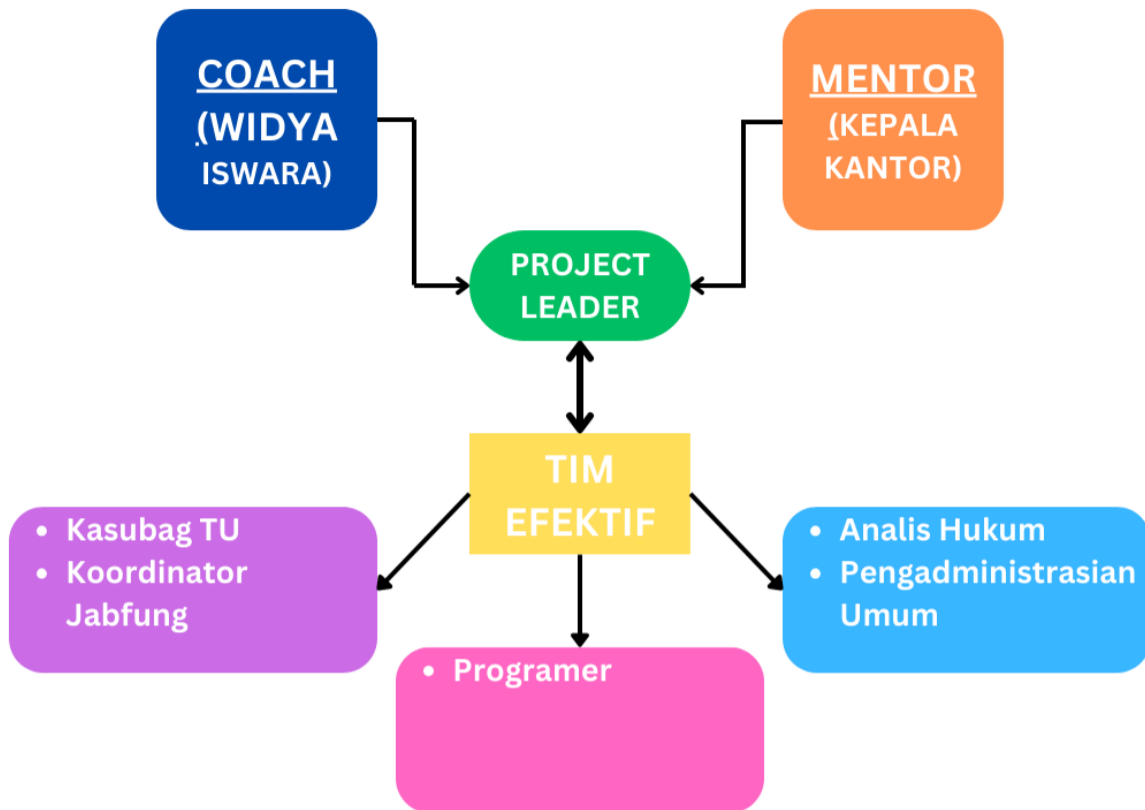 COACH
(WIDYA
ISWARA)
MENTOR
(KEPALA
KANTOR)
PROJECT
LEADER
TIM
EFEKTIF
• Kasubag TU
• Koordinator
Jabfung
• Analis Hukum
• Pengadministrasian
Umum
• Programer